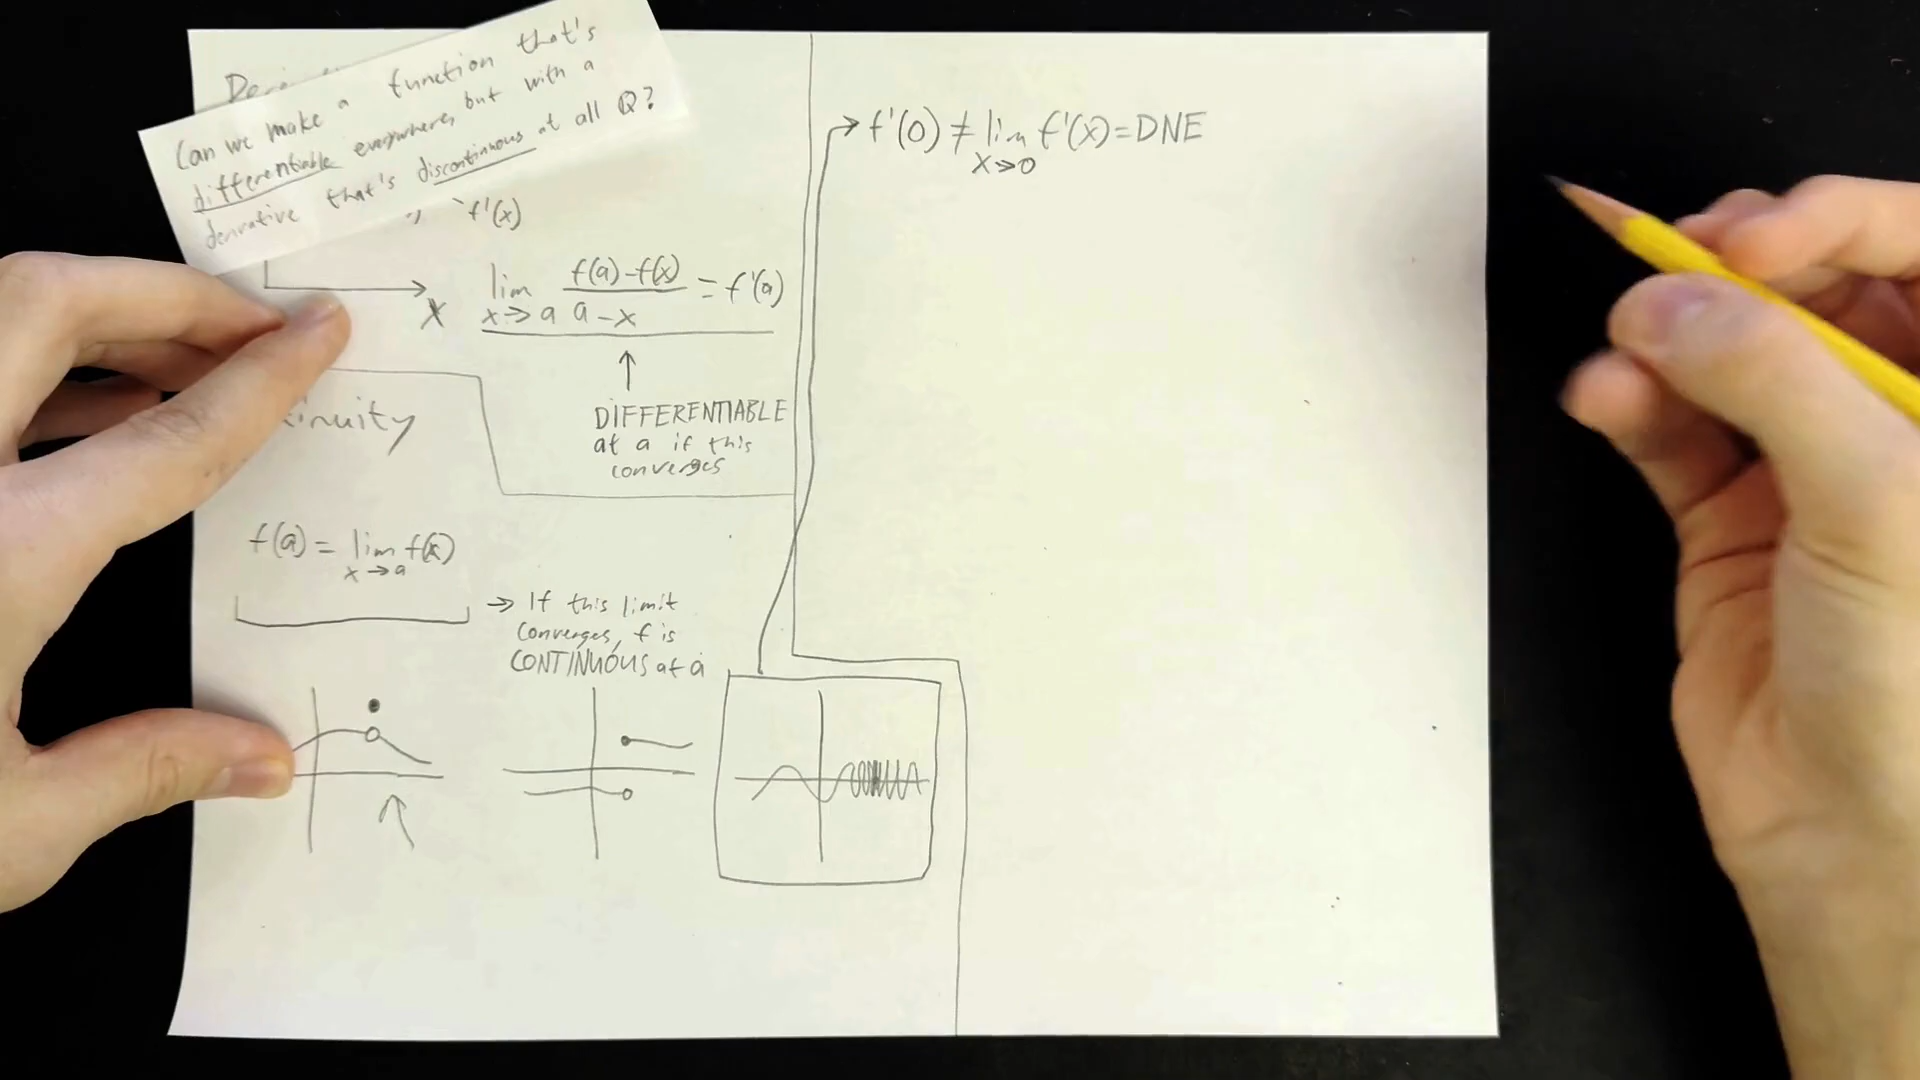 Can we make a function that's
differentiable everywhere, but with a
derivative that's discontinuous at all Q?
f'(x)
x
lim f(a)-f(x) = f'(a)
x→a a-x
DIFFERENTIABLE
at a if this
converges
f(a) = lim f(x)
x→a
→ If this limit
converges, f is
CONTINUOUS at a
f'(0) ≠ lim f'(x) = DNE
x→0